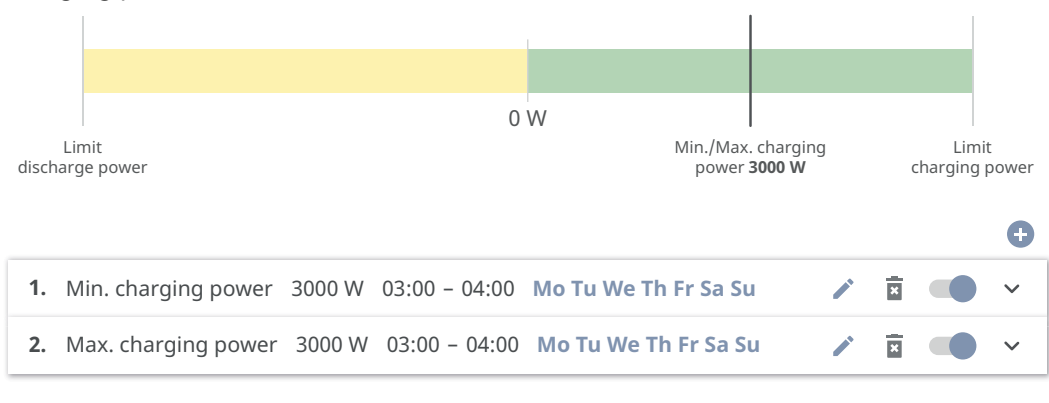 0 W
Limit
discharge power
Min./Max. charging
power 3000 W
Limit
charging power
1. Min. charging power 3000 W 03:00 – 04:00 Mo Tu We Th Fr Sa Su
2. Max. charging power 3000 W 03:00 – 04:00 Mo Tu We Th Fr Sa Su